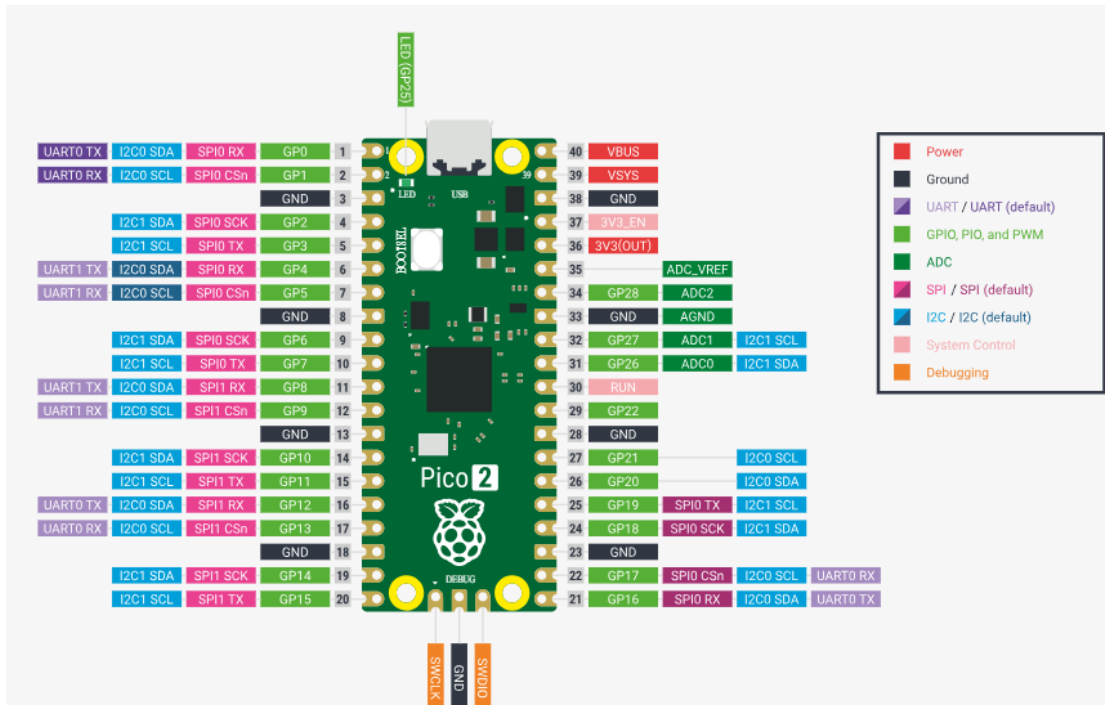 LED (GP25)
UART0 TX I2C0 SDA SPI0 RX GP0 1
UART0 RX I2C0 SCL SPI0 CSn GP1 2
GND 3
I2C1 SDA SPI0 SCK GP2 4
I2C1 SCL SPI0 TX GP3 5
UART1 TX I2C0 SDA SPI0 RX GP4 6
UART1 RX I2C0 SCL SPI0 CSn GP5 7
GND 8
I2C1 SDA SPI0 SCK GP6 9
I2C1 SCL SPI0 TX GP7 10
UART1 TX I2C0 SDA SPI1 RX GP8 11
UART1 RX I2C0 SCL SPI1 CSn GP9 12
GND 13
I2C1 SDA SPI1 SCK GP10 14
I2C1 SCL SPI1 TX GP11 15
UART0 TX I2C0 SDA SPI1 RX GP12 16
UART0 RX I2C0 SCL SPI1 CSn GP13 17
GND 18
I2C1 SDA SPI1 SCK GP14 19
I2C1 SCL SPI1 TX GP15 20
1
2
39
LED
USB
BOOTSEL
Pico 2
DEBUG
SWCLK
GND
SWDIO
40 VBUS
39 VSYS
38 GND
37 3V3_EN
36 3V3(OUT)
35 ADC_VREF
34 GP28 ADC2
33 GND AGND
32 GP27 ADC1 I2C1 SCL
31 GP26 ADC0 I2C1 SDA
30 RUN
29 GP22
28 GND
27 GP21 I2C0 SCL
26 GP20 I2C0 SDA
25 GP19 SPI0 TX I2C1 SCL
24 GP18 SPI0 SCK I2C1 SDA
23 GND
22 GP17 SPI0 CSn I2C0 SCL UART0 RX
21 GP16 SPI0 RX I2C0 SDA UART0 TX
Power
Ground
UART / UART (default)
GPIO, PIO, and PWM
ADC
SPI / SPI (default)
I2C / I2C (default)
System Control
Debugging